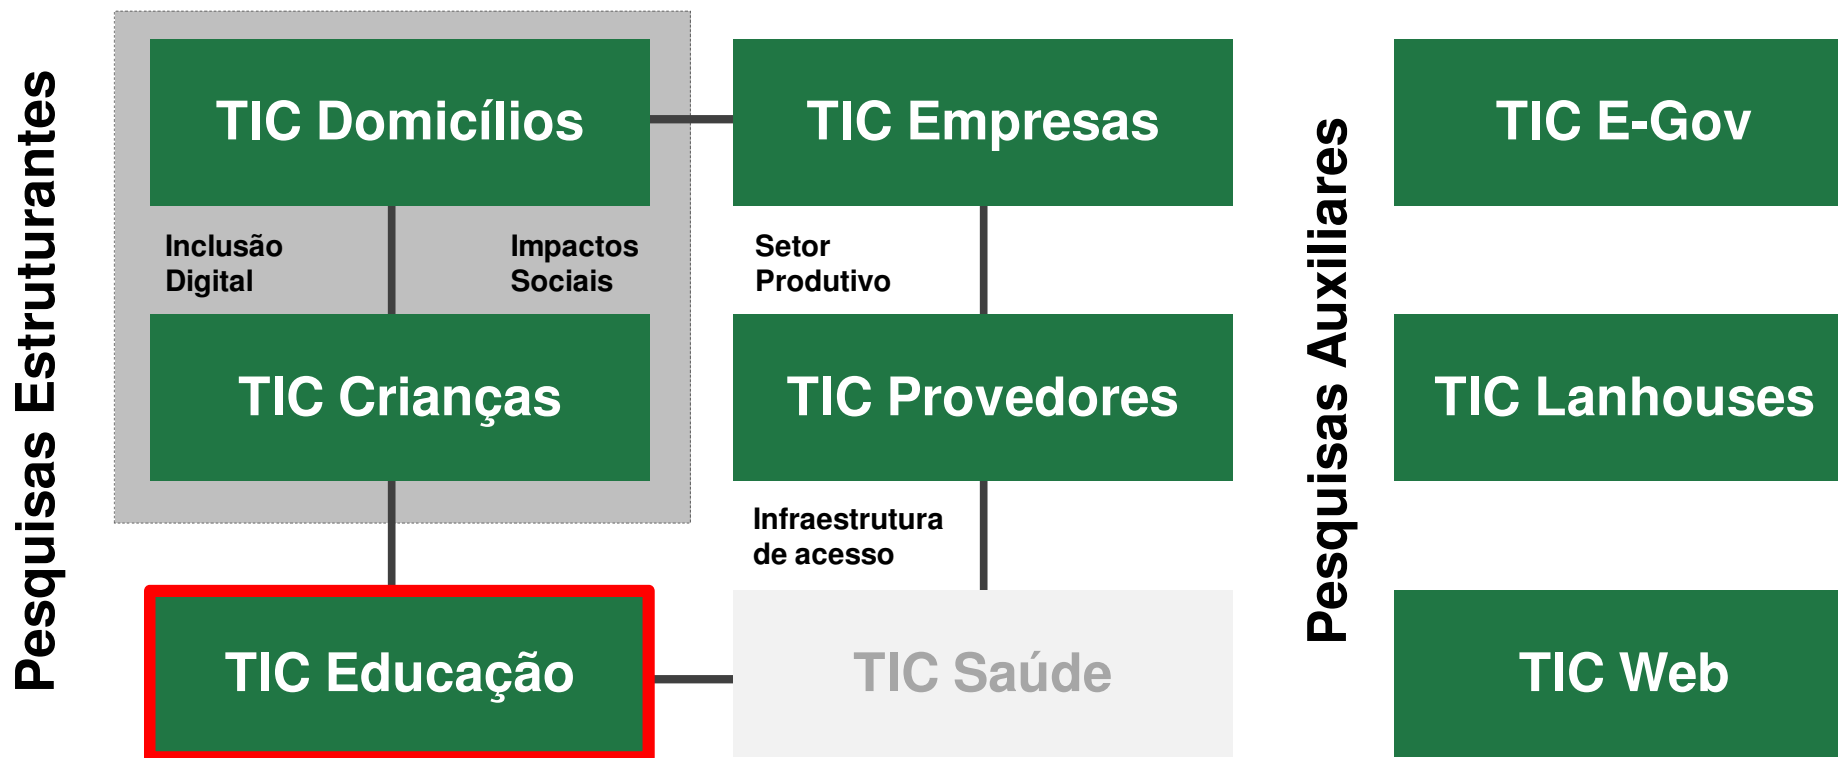 Pesquisas Estruturantes
TIC Domicílios
TIC Empresas
Inclusão
Digital
Impactos
Sociais
Setor
Produtivo
TIC Crianças
TIC Provedores
Infraestrutura
de acesso
TIC Educação
TIC Saúde
Pesquisas Auxiliares
TIC E-Gov
TIC Lanhouses
TIC Web